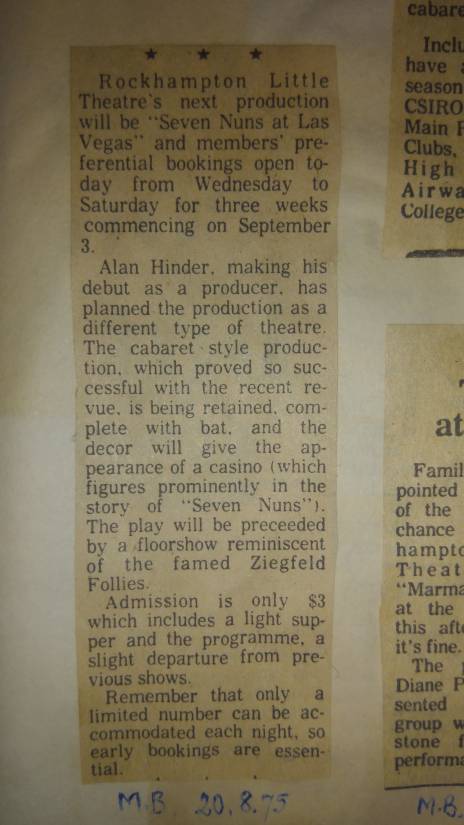 ★ ★ ★
Rockhampton Little
Theatre's next production
will be "Seven Nuns at Las
Vegas" and members' pre-
ferential bookings open to-
day from Wednesday to
Saturday for three weeks
commencing on September
3.
Alan Hinder, making his
debut as a producer, has
planned the production as a
different type of theatre.
The cabaret style produc-
tion, which proved so suc-
cessful with the recent re-
vue, is being retained, com-
plete with bat, and the
decor will give the ap-
pearance of a casino (which
figures prominently in the
story of "Seven Nuns").
The play will be preceeded
by a floorshow reminiscent
of the famed Ziegfeld
Follies.
Admission is only $3
which includes a light sup-
per and the programme, a
slight departure from pre-
vious shows.
Remember that only a
limited number can be ac-
commodated each night, so
early bookings are essen-
tial.
M.B 20.8.75
cabare
Inclu
have
season
CSIRO
Main
Clubs,
High
Airwa
College
at
Famil
pointed
of the
chance
hampto
Theat
"Marma
at the
this afte
it's fine.
The
Diane P
sented
group w
stone f
performa
M.B.